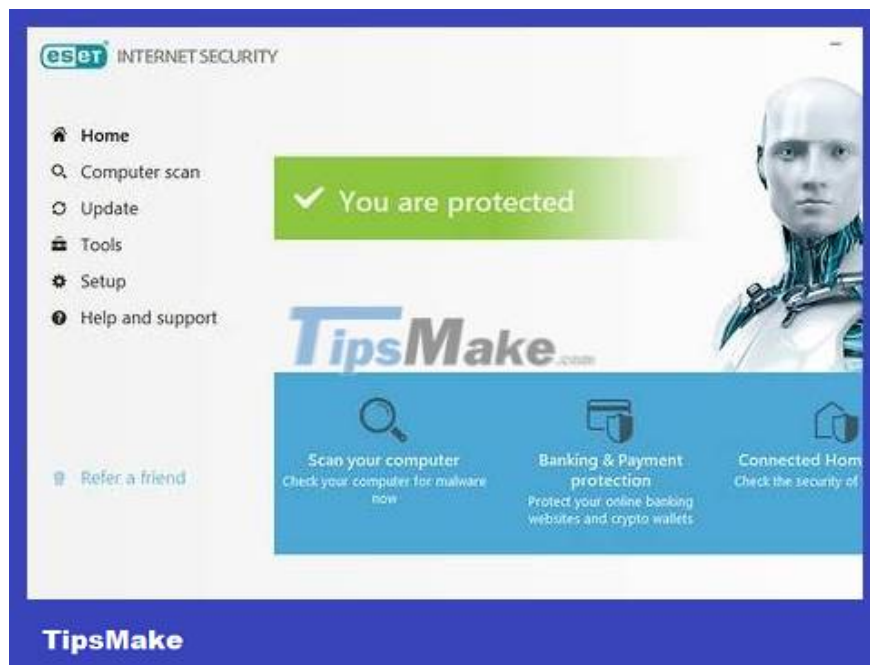 eset INTERNET SECURITY
Home
Computer scan
Update
Tools
Setup
Help and support
Refer a friend
You are protected
TipsMake.com
Scan your computer
Check your computer for malware
now
Banking & Payment
protection
Protect your online banking
websites and crypto wallets
Connected Hom
Check the security of
TipsMake